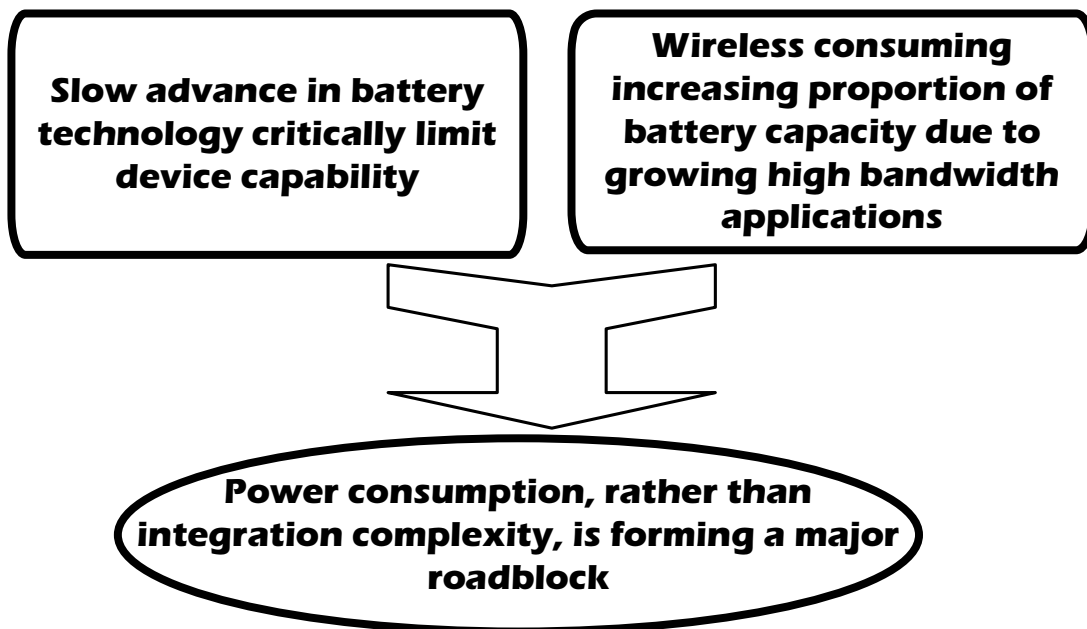 Slow advance in battery
technology critically limit
device capability
Wireless consuming
increasing proportion of
battery capacity due to
growing high bandwidth
applications
Power consumption, rather than
integration complexity, is forming a major
roadblock